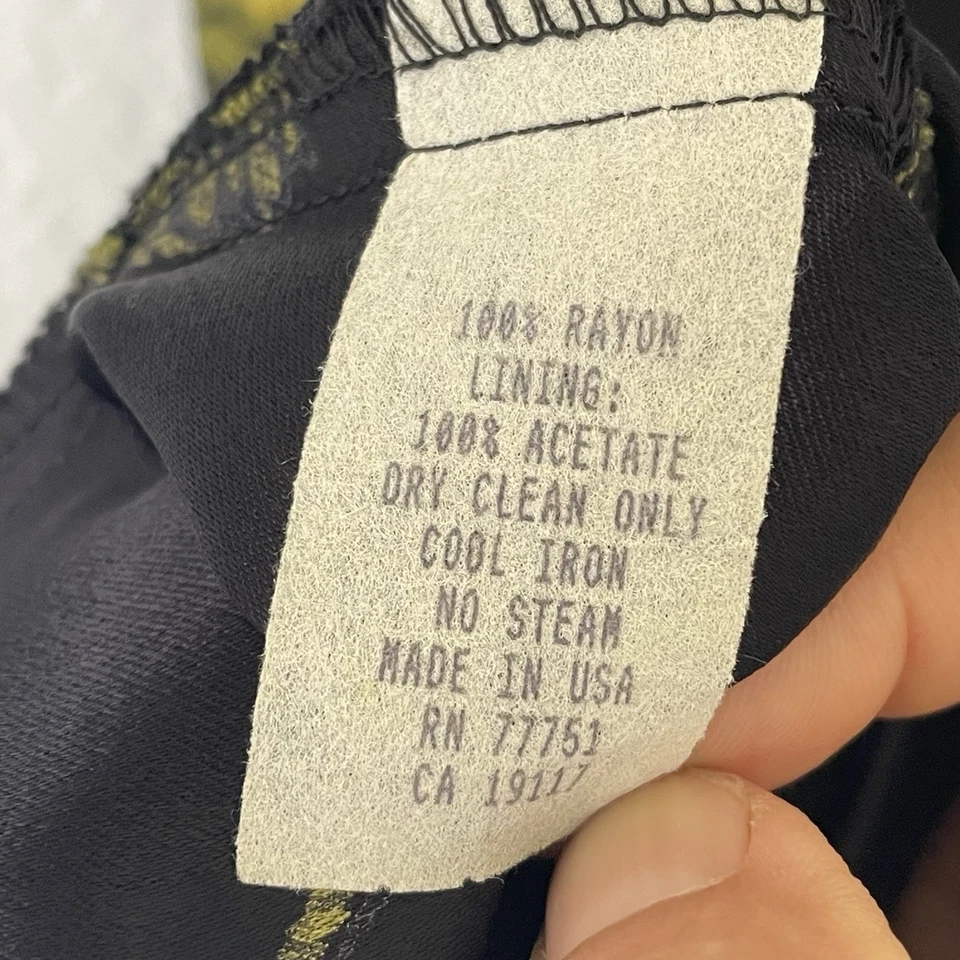 100% RAYON
LINING:
100% ACETATE
DRY CLEAN ONLY
COOL IRON
NO STEAM
MADE IN USA
RN 77751
CA 19117